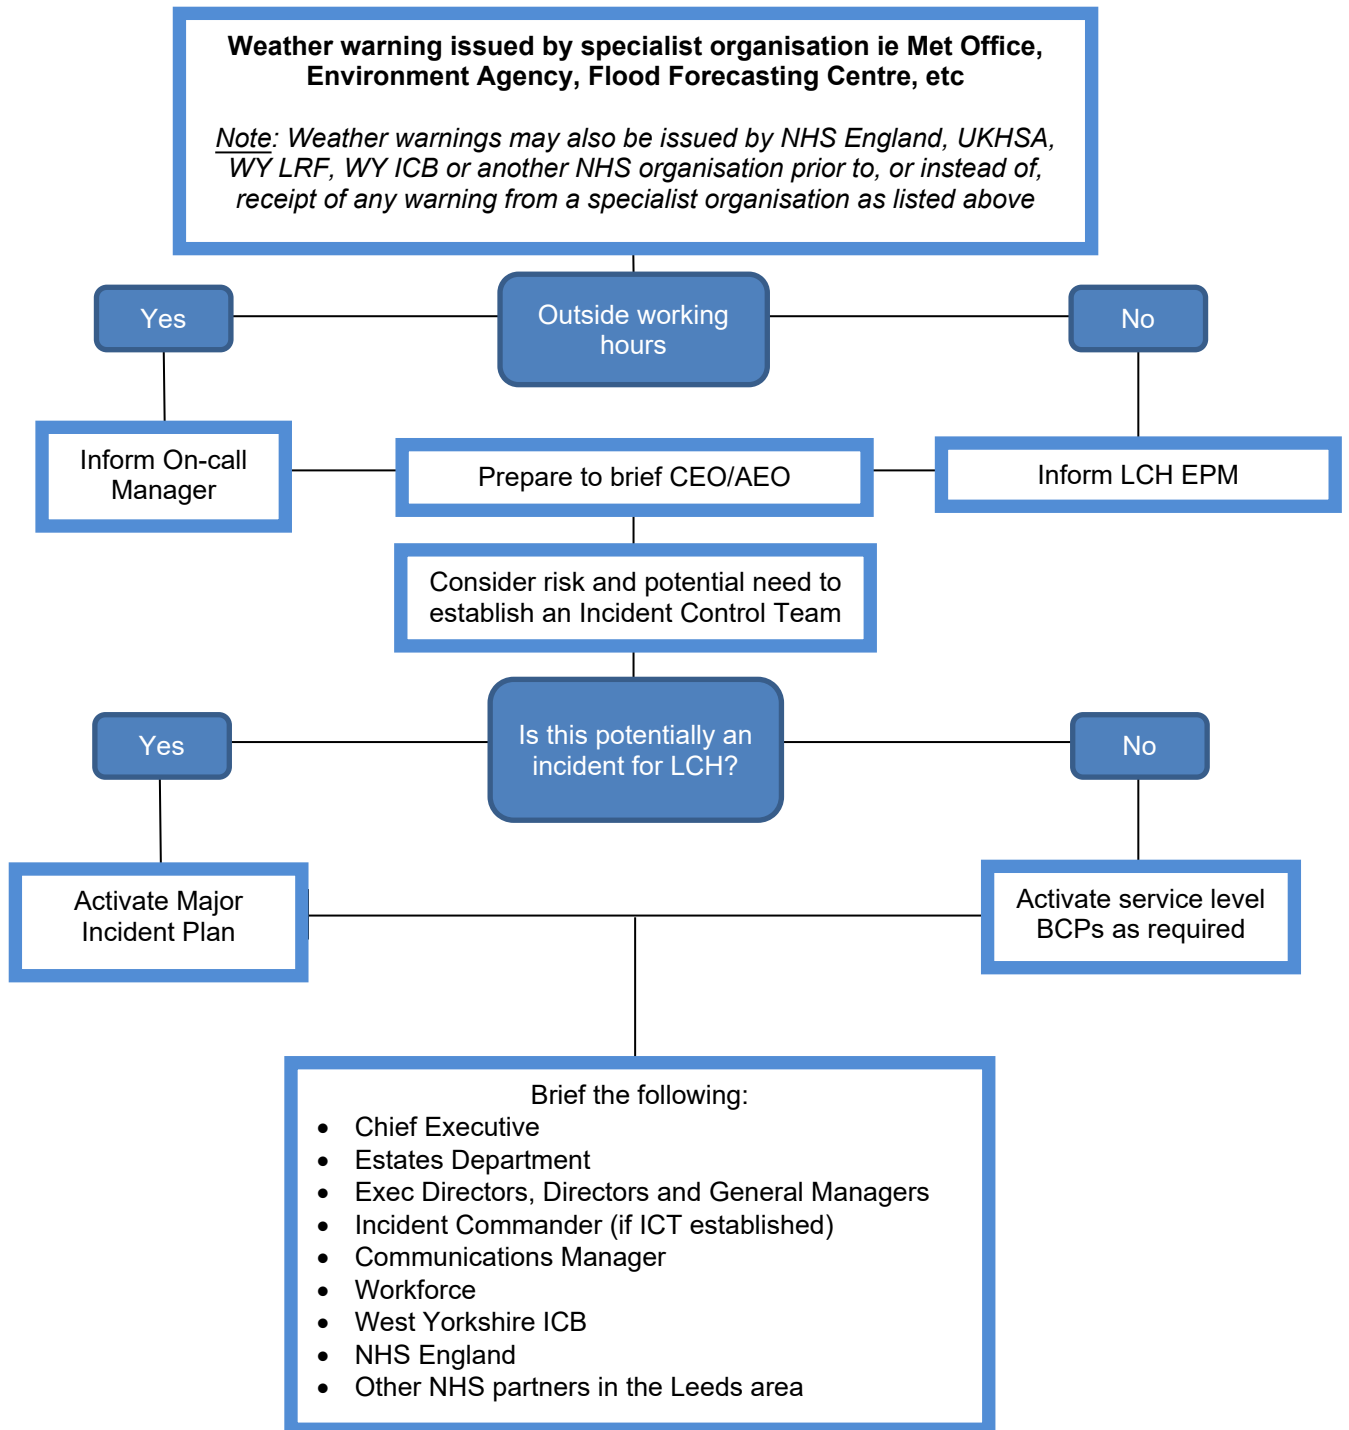 Weather warning issued by specialist organisation ie Met Office,
Environment Agency, Flood Forecasting Centre, etc
Note: Weather warnings may also be issued by NHS England, UKHSA,
WY LRF, WY ICB or another NHS organisation prior to, or instead of,
receipt of any warning from a specialist organisation as listed above
Outside working
hours
Yes
No
Inform On-call
Manager
Prepare to brief CEO/AEO
Inform LCH EPM
Consider risk and potential need to
establish an Incident Control Team
Is this potentially an
incident for LCH?
Yes
No
Activate Major
Incident Plan
Activate service level
BCPs as required
Brief the following:
• Chief Executive
• Estates Department
• Exec Directors, Directors and General Managers
• Incident Commander (if ICT established)
• Communications Manager
• Workforce
• West Yorkshire ICB
• NHS England
• Other NHS partners in the Leeds area